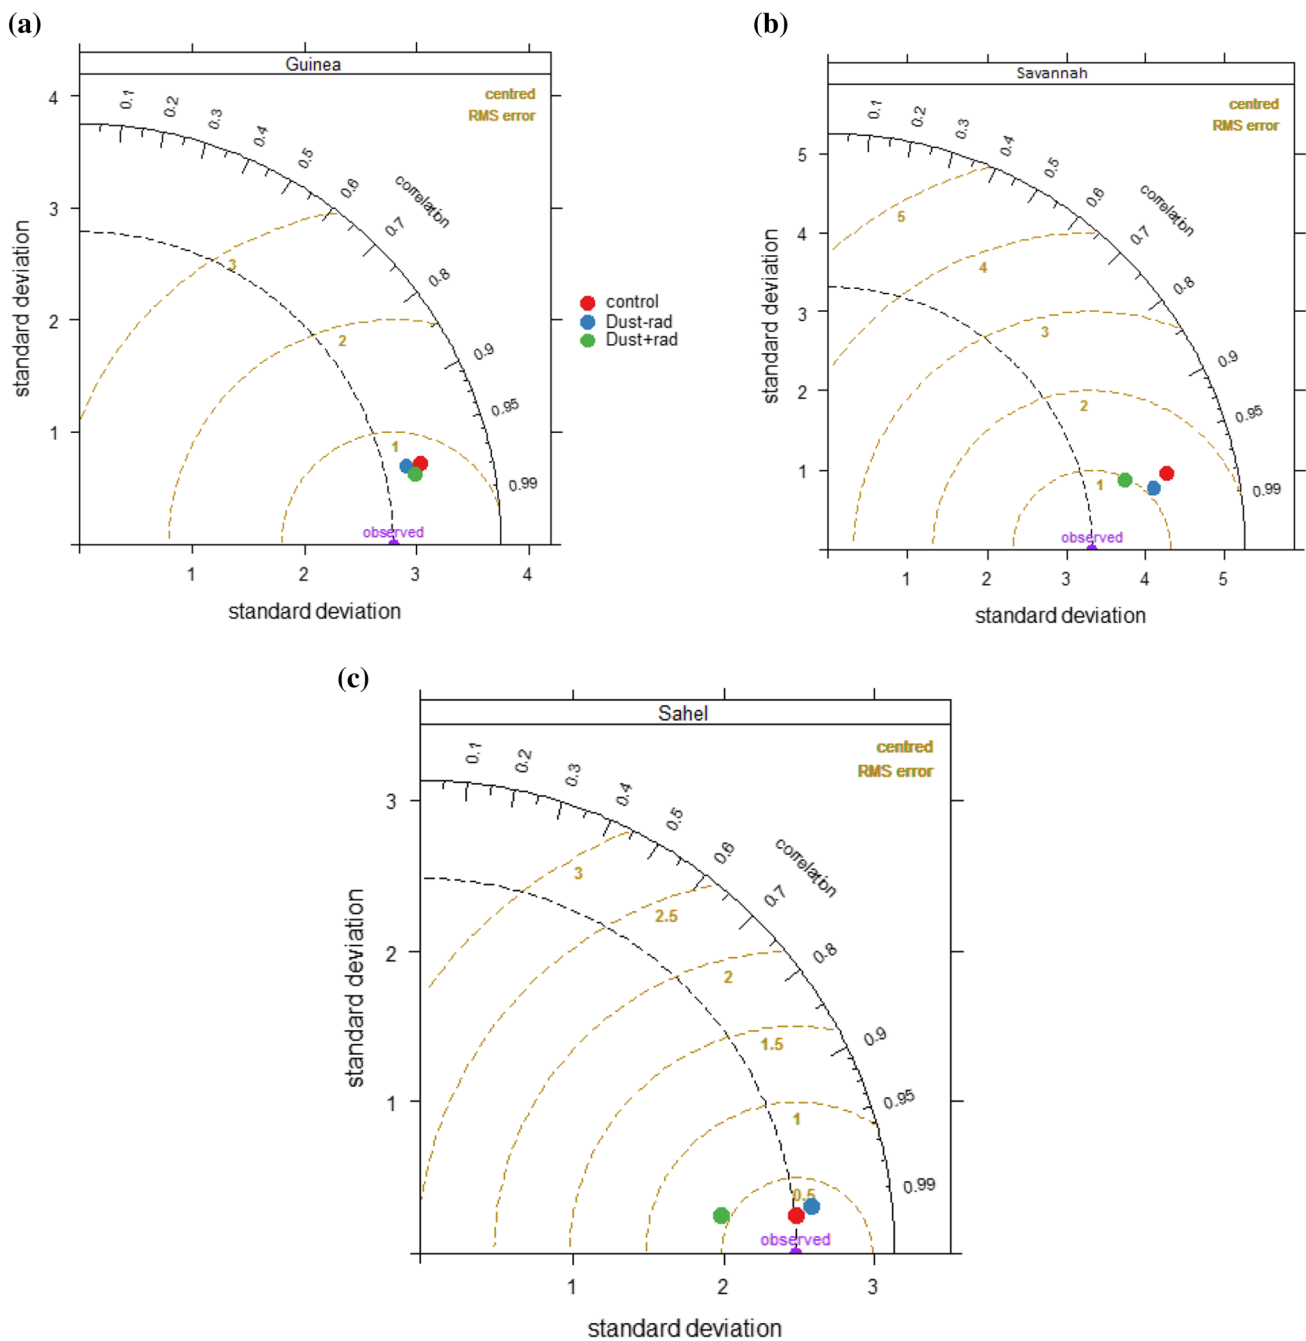 (a)
Guinea
centred
RMS error
0.1
0.2
0.3
0.4
0.5
0.6
0.7
0.8
0.9
0.95
0.99
correlation
4
3
2
1
standard deviation
3
2
1
observed
1
2
3
4
standard deviation
control
Dust-rad
Dust+rad
(b)
Savannah
centred
RMS error
0.1
0.2
0.3
0.4
0.5
0.6
0.7
0.8
0.9
0.95
0.99
correlation
5
4
3
2
1
standard deviation
5
4
3
2
1
observed
1
2
3
4
5
standard deviation
(c)
Sahel
centred
RMS error
0.1
0.2
0.3
0.4
0.5
0.6
0.7
0.8
0.9
0.95
0.99
correlation
3
2
1
standard deviation
3
2.5
2
1.5
1
0.5
observed
1
2
3
standard deviation